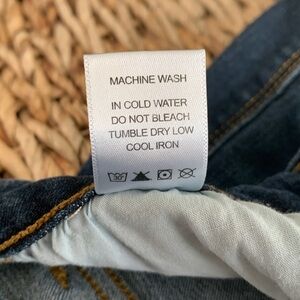 MACHINE WASH
IN COLD WATER
DO NOT BLEACH
TUMBLE DRY LOW
COOL IRON